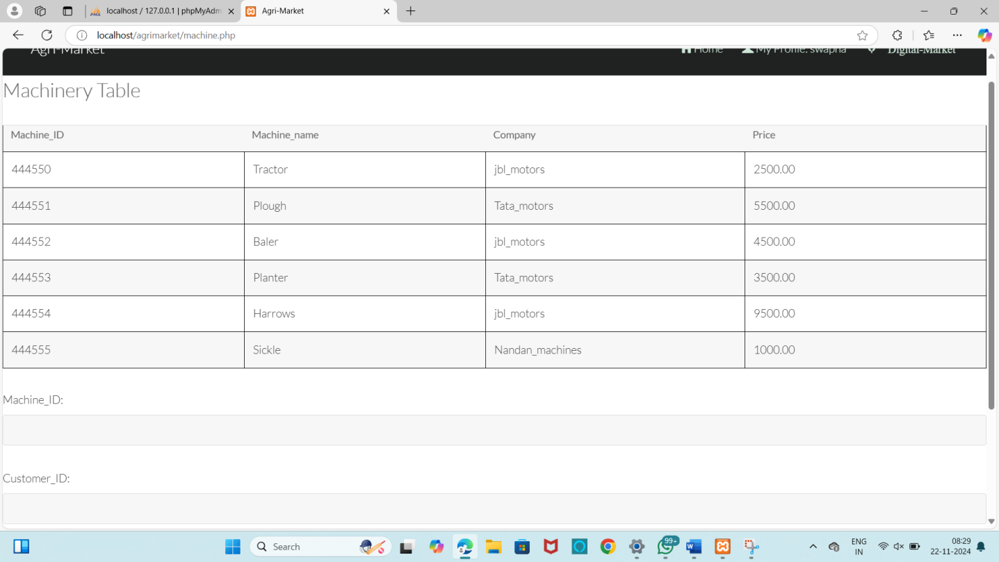 localhost / 127.0.0.1 | phpMyAdm
Agri-Market
localhost/agrimarket/machine.php
Agri-Market Home My Profile: swapna Digital-Market
Machinery Table
Machine_ID Machine_name Company Price
444550 Tractor jbl_motors 2500.00
444551 Plough Tata_motors 5500.00
444552 Baler jbl_motors 4500.00
444553 Planter Tata_motors 3500.00
444554 Harrows jbl_motors 9500.00
444555 Sickle Nandan_machines 1000.00
Machine_ID:
Customer_ID:
Search
99+
ENG
IN
08:29
22-11-2024